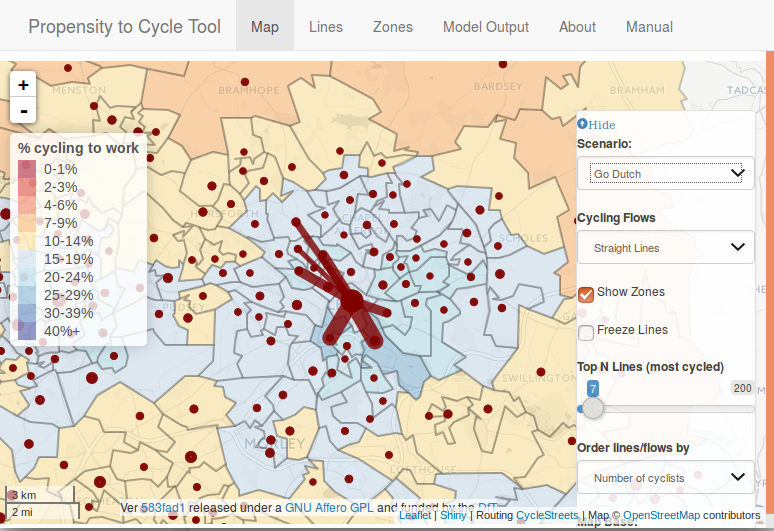 Propensity to Cycle Tool Map Lines Zones Model Output About Manual
MENSTON
BRAMHOPE
BARDSEY
BRAMHAM
TADCAS
+
-
Hide
Scenario:
Go Dutch
% cycling to work
0-1%
2-3%
4-6%
7-9%
10-14%
15-19%
20-24%
25-29%
30-39%
40%+
HORSFORTH
CHAPEL
ALLERTON
SCHOLES
PUDSEY
SWILLINGTON
MORLEY
LOFTHOUSE
Cycling Flows
Straight Lines
Show Zones
Freeze Lines
Top N Lines (most cycled)
7
200
Order lines/flows by
Number of cyclists
Map Base:
3 km
2 mi
Ver 583fad1 released under a GNU Affero GPL and funded by the DfT
Leaflet | Shiny | Routing CycleStreets | Map © OpenStreetMap contributors